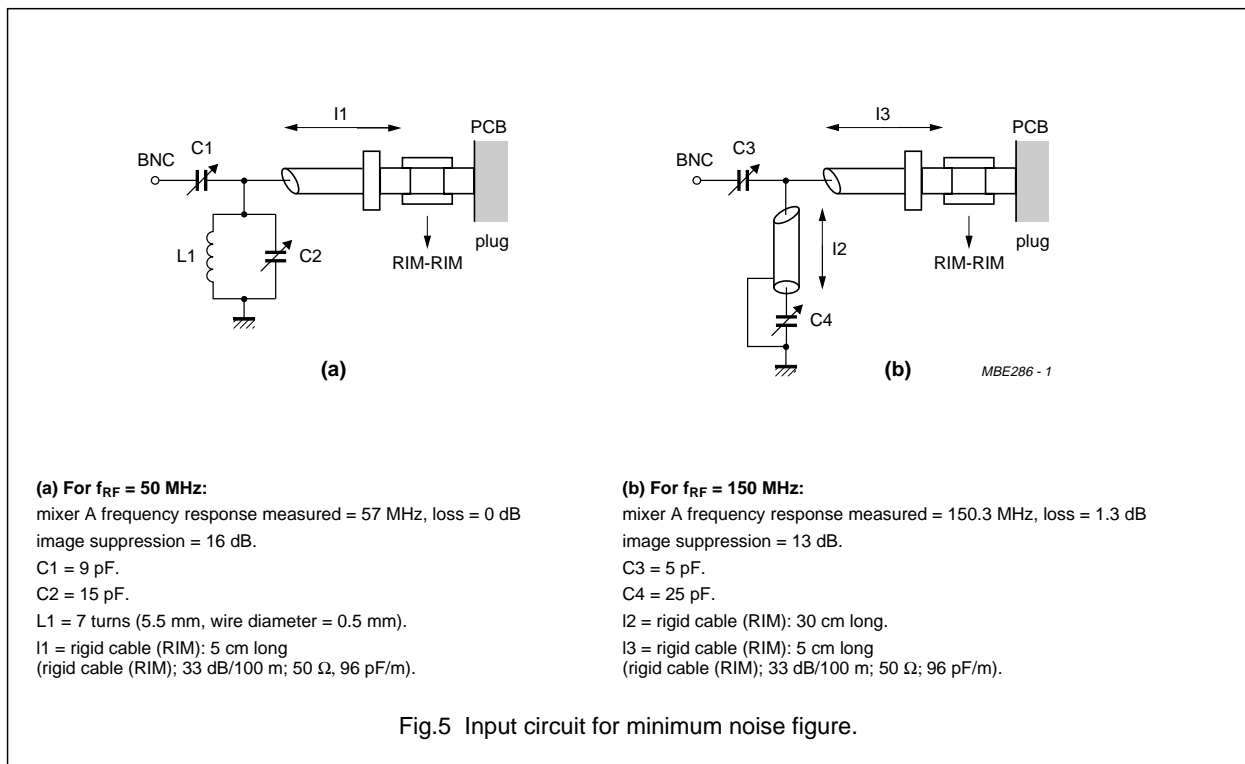 l1
PCB
C1
BNC
L1
C2
plug
RIM-RIM
(a)
l3
PCB
C3
BNC
l2
plug
RIM-RIM
C4
(b)
MBE286 - 1
(a) For fRF = 50 MHz:
mixer A frequency response measured = 57 MHz, loss = 0 dB
image suppression = 16 dB.
C1 = 9 pF.
C2 = 15 pF.
L1 = 7 turns (5.5 mm, wire diameter = 0.5 mm).
l1 = rigid cable (RIM): 5 cm long
(rigid cable (RIM); 33 dB/100 m; 50 Ω, 96 pF/m).
(b) For fRF = 150 MHz:
mixer A frequency response measured = 150.3 MHz, loss = 1.3 dB
image suppression = 13 dB.
C3 = 5 pF.
C4 = 25 pF.
l2 = rigid cable (RIM): 30 cm long.
l3 = rigid cable (RIM): 5 cm long
(rigid cable (RIM); 33 dB/100 m; 50 Ω; 96 pF/m).
Fig.5 Input circuit for minimum noise figure.